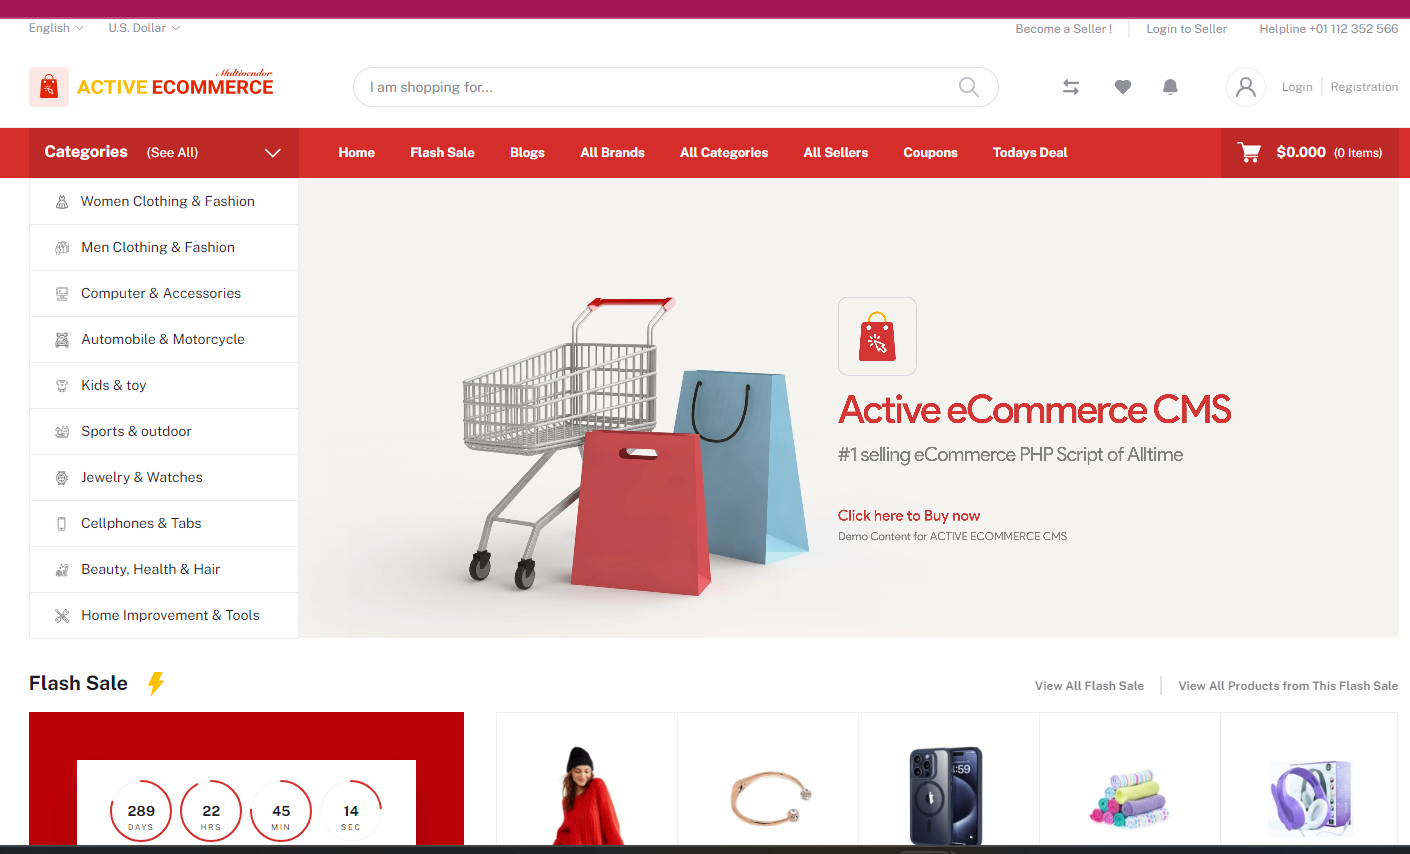 English
U.S. Dollar
Become a Seller !
Login to Seller
Helpline +01 112 352 566
Multivendor
ACTIVE ECOMMERCE
I am shopping for...
Login
Registration
Categories (See All)
Home
Flash Sale
Blogs
All Brands
All Categories
All Sellers
Coupons
Todays Deal
$0.000 (0 Items)
Women Clothing & Fashion
Men Clothing & Fashion
Computer & Accessories
Automobile & Motorcycle
Kids & toy
Sports & outdoor
Jewelry & Watches
Cellphones & Tabs
Beauty, Health & Hair
Home Improvement & Tools
Active eCommerce CMS
#1 selling eCommerce PHP Script of Alltime
Click here to Buy now
Demo Content for ACTIVE ECOMMERCE CMS
Flash Sale
View All Flash Sale
View All Products from This Flash Sale
289
DAYS
22
HRS
45
MIN
14
SEC
:59